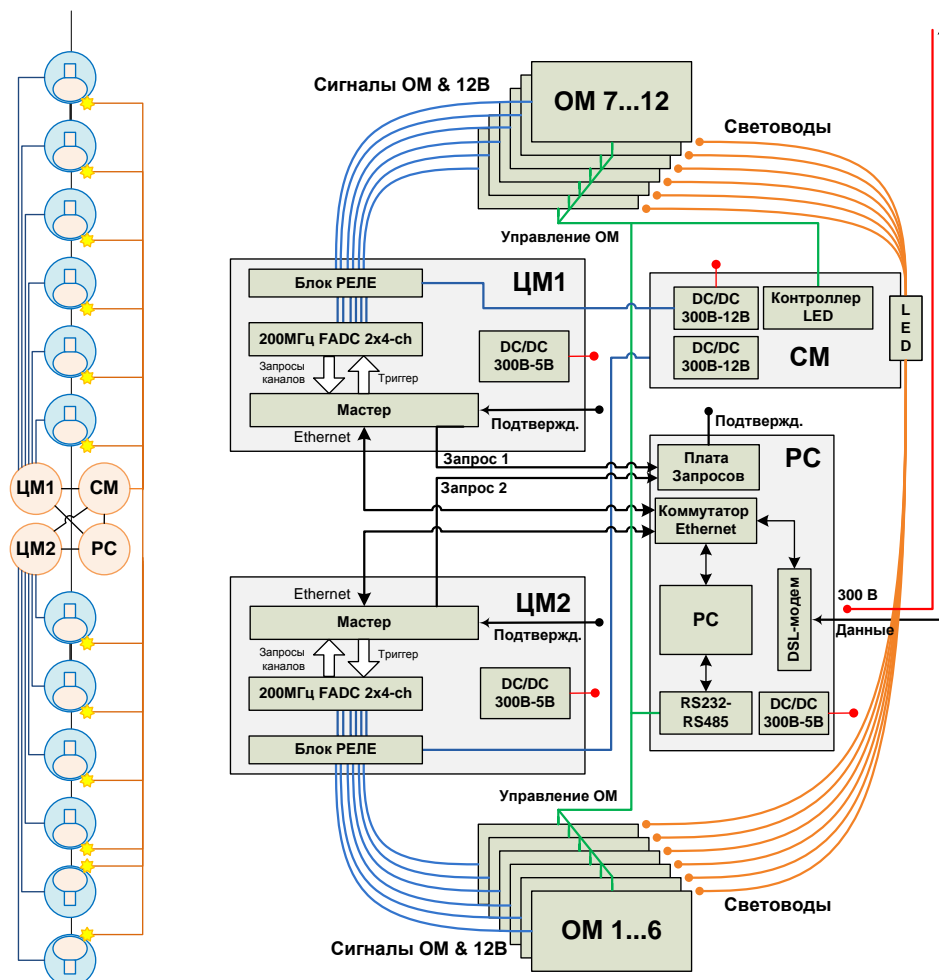 Сигналы ОМ & 12В
ОМ 7...12
Световоды
Управление ОМ
ЦМ1
Блок РЕЛЕ
200МГц FADC 2x4-ch
Запросы
каналов
Триггер
Мастер
Ethernet
DC/DC
300В-5В
Подтвержд.
Запрос 1
Запрос 2
DC/DC
300В-12В
DC/DC
300В-12В
Контроллер
LED
СМ
LED
Подтвержд.
Плата
Запросов
РС
Коммутатор
Ethernet
РС
DSL-модем
300 В
Данные
RS232-
RS485
DC/DC
300В-5В
ЦМ1
СМ
ЦМ2
РС
Ethernet
ЦМ2
Мастер
Подтвержд.
Запросы
каналов
Триггер
200МГц FADC 2x4-ch
DC/DC
300В-5В
Блок РЕЛЕ
Управление ОМ
Сигналы ОМ & 12В
ОМ 1...6
Световоды